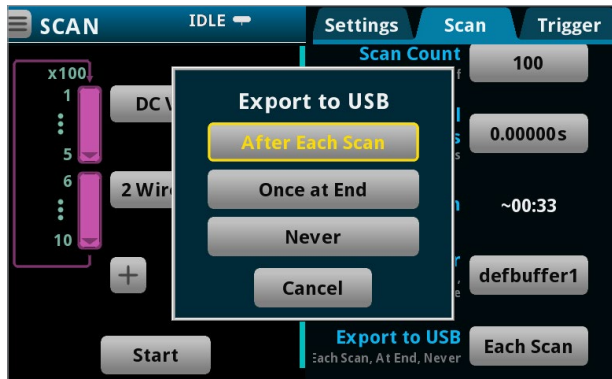 SCAN
IDLE
Settings
Scan
Trigger
x100
1
5
6
10
DC V
2 Wire
+
Start
Export to USB
After Each Scan
Once at End
Never
Cancel
Scan Count
100
0.00000 s
~00:33
defbuffer1
Export to USB
Each Scan, At End, Never
Each Scan